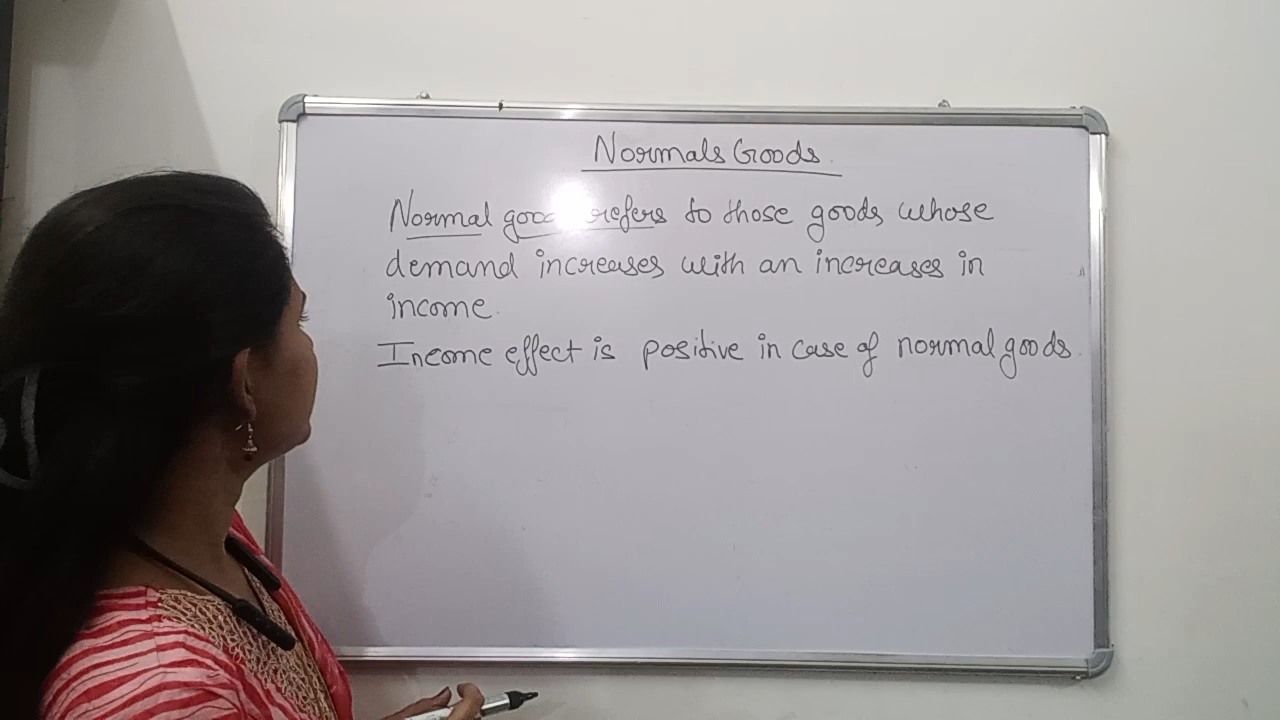 Normals Goods.
Normal goods refers to those goods whose
demand increases with an increases in
income.
Income effect is positive in case of normal goods.